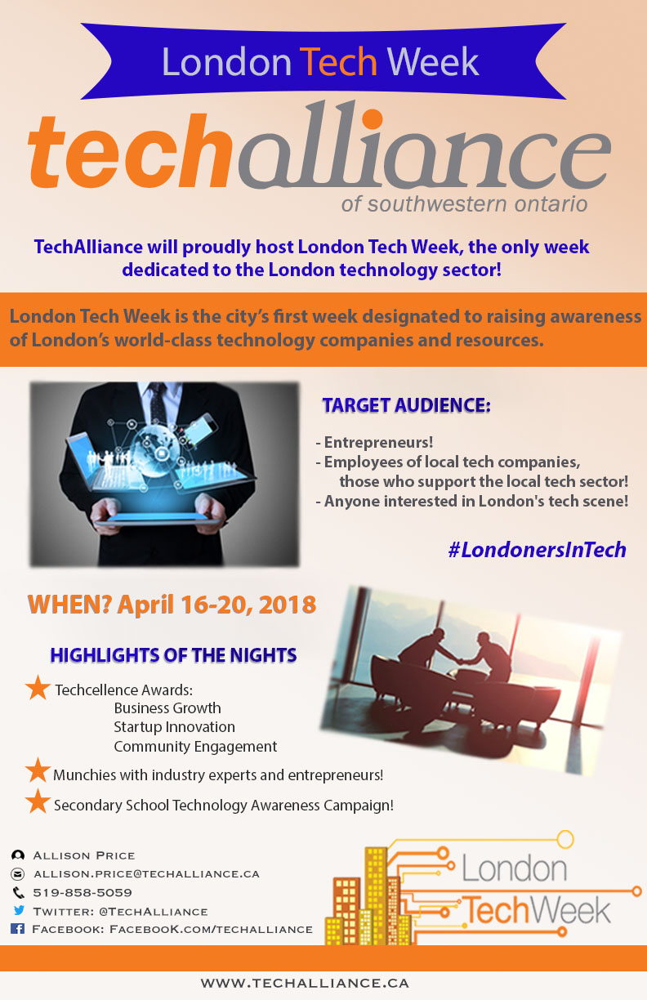 London Tech Week
techalliance
of southwestern ontario
TechAlliance will proudly host London Tech Week, the only week
dedicated to the London technology sector!
London Tech Week is the city's first week designated to raising awareness
of London's world-class technology companies and resources.
TARGET AUDIENCE:
- Entrepreneurs!
- Employees of local tech companies,
those who support the local tech sector!
- Anyone interested in London's tech scene!
#LondonersInTech
WHEN? April 16-20, 2018
HIGHLIGHTS OF THE NIGHTS
Techcellence Awards:
Business Growth
Startup Innovation
Community Engagement
Munchies with industry experts and entrepreneurs!
Secondary School Technology Awareness Campaign!
Allison Price
allison.price@techalliance.ca
519-858-5059
Twitter: @TechAlliance
Facebook: FacebooK.com/techalliance
London
TechWeek
www.techalliance.ca